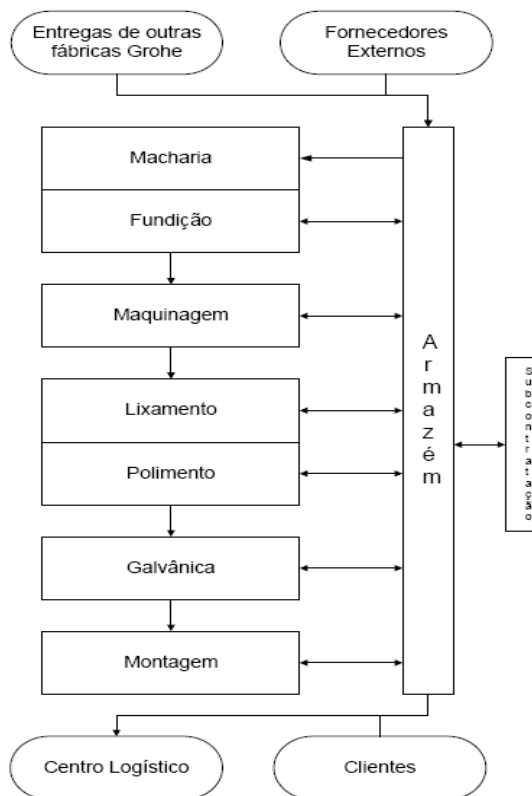 Entregas de outras
fábricas Grohe
Fornecedores
Externos
Macharia
Fundição
Maquinagem
Lixamento
Polimento
Galvânica
Montagem
Armazém
Subcontratação
Centro Logístico
Clientes